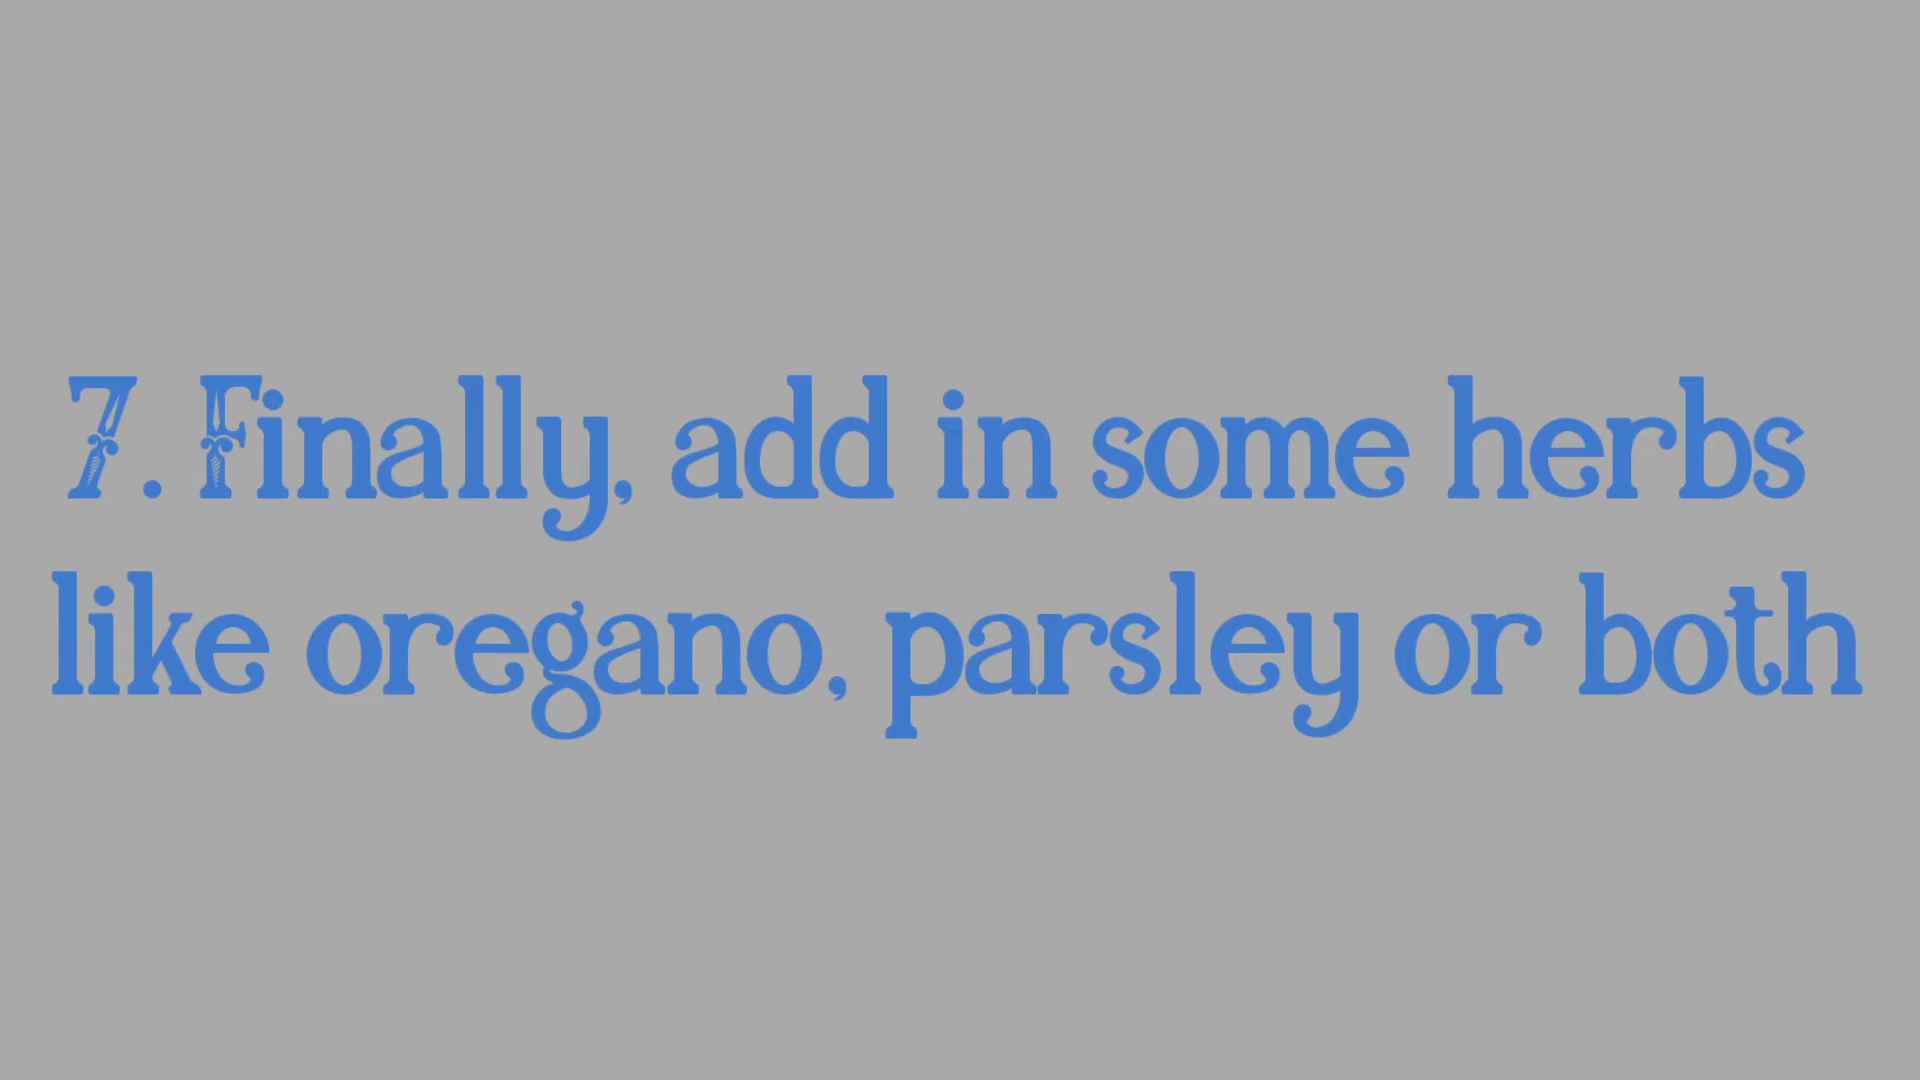 7. Finally, add in some herbs
like oregano, parsley or both